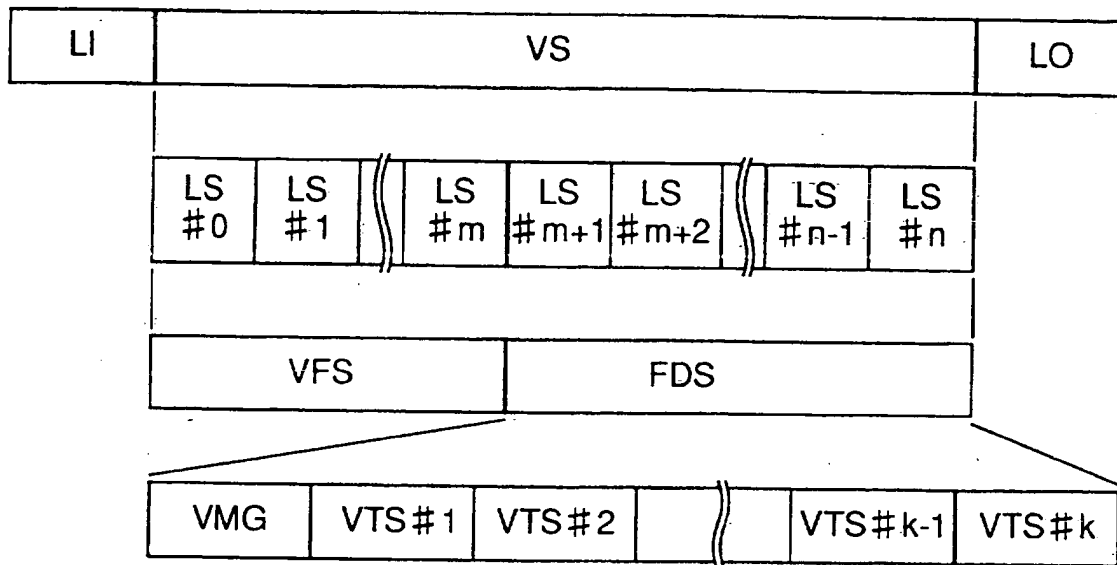 LI VS LO
LS LS LS LS LS LS LS
#0 #1 #m #m+1 #m+2 #n-1 #n
VFS FDS
VMG VTS#1 VTS#2 VTS#k-1 VTS#k